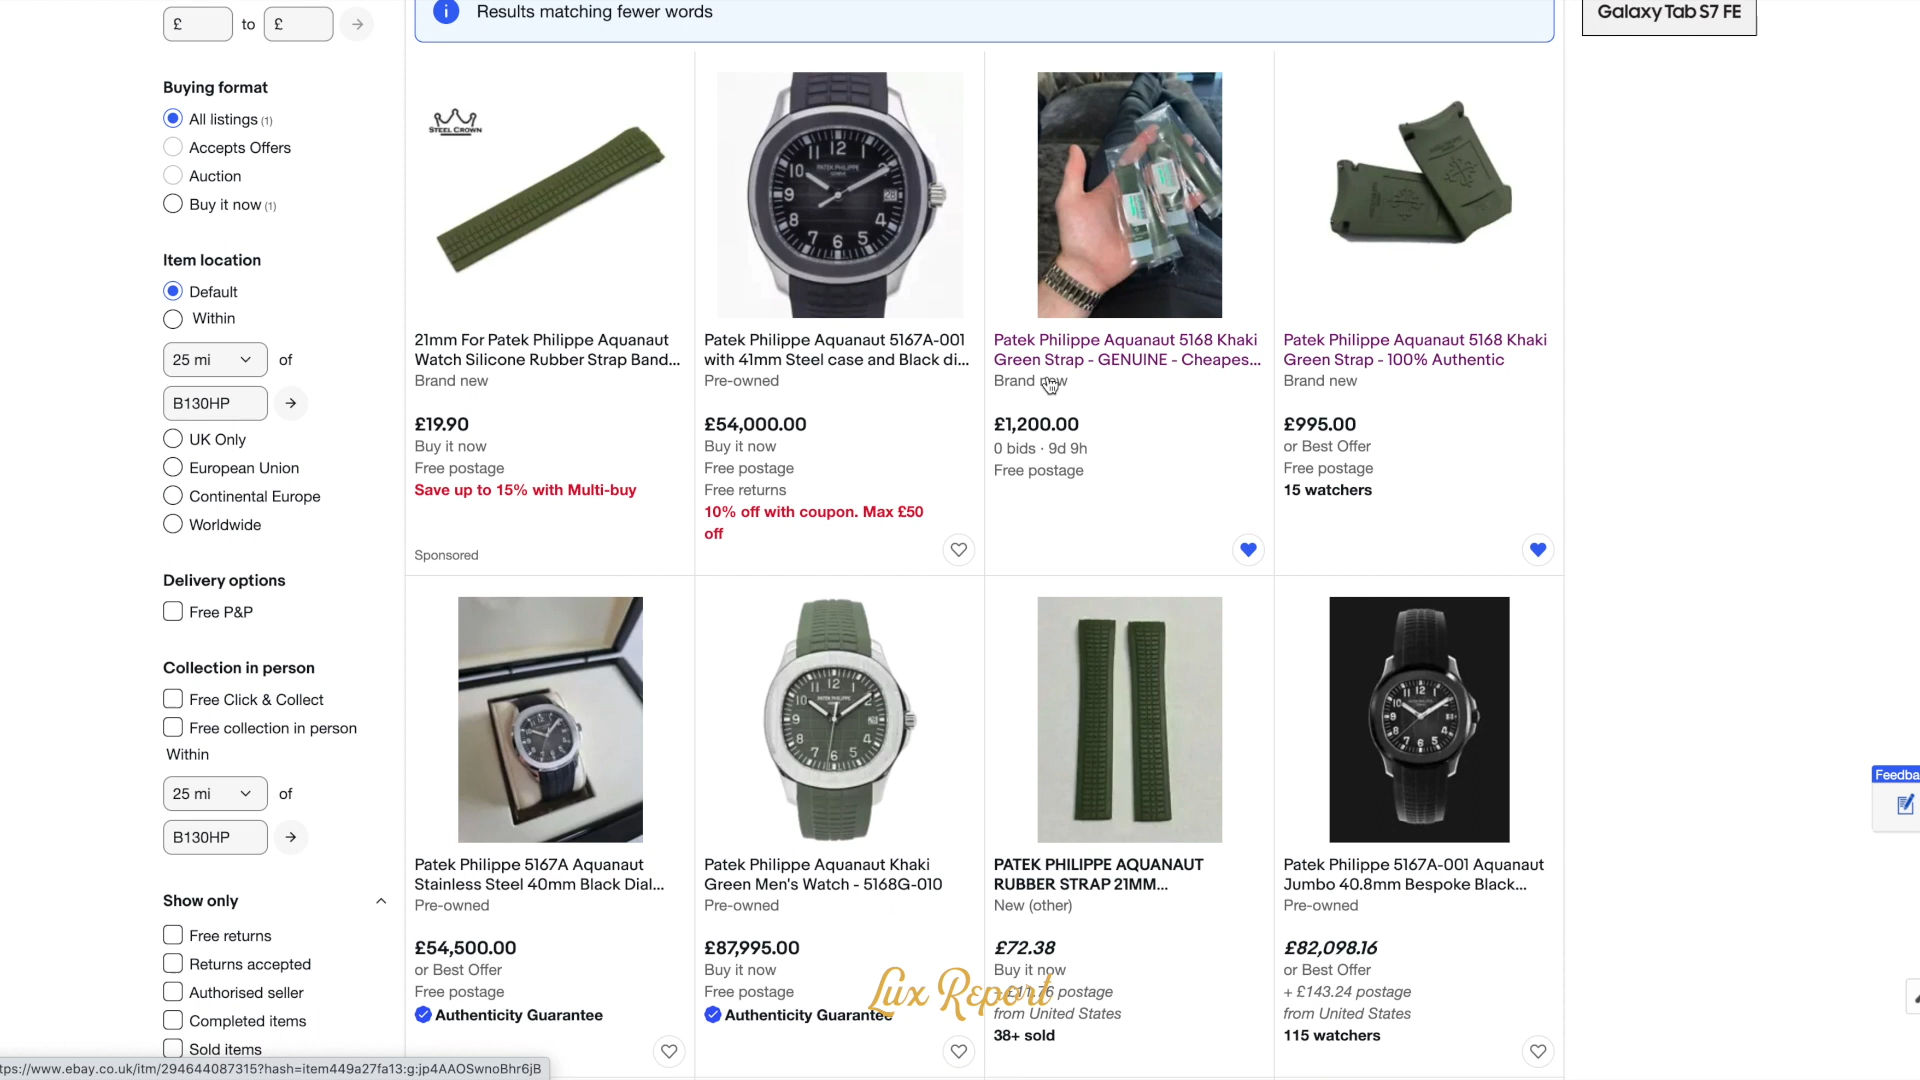 £ to £
Buying format
All listings (1)
Accepts Offers
Auction
Buy it now (1)
Item location
Default
Within
25 mi of
B130HP
UK Only
European Union
Continental Europe
Worldwide
Delivery options
Free P&P
Collection in person
Free Click & Collect
Free collection in person
Within
25 mi of
B130HP
Show only
Free returns
Returns accepted
Authorised seller
Completed items
Sold items
Results matching fewer words
Galaxy Tab S7 FE
STEEL CROWN
21mm For Patek Philippe Aquanaut
Watch Silicone Rubber Strap Band...
Brand new
£19.90
Buy it now
Free postage
Save up to 15% with Multi-buy
Sponsored
Patek Philippe Aquanaut 5167A-001
with 41mm Steel case and Black di...
Pre-owned
£54,000.00
Buy it now
Free postage
Free returns
10% off with coupon. Max £50
off
Patek Philippe Aquanaut 5168 Khaki
Green Strap - GENUINE - Cheapes...
Brand new
£1,200.00
0 bids · 9d 9h
Free postage
Patek Philippe Aquanaut 5168 Khaki
Green Strap - 100% Authentic
Brand new
£995.00
or Best Offer
Free postage
15 watchers
Patek Philippe 5167A Aquanaut
Stainless Steel 40mm Black Dial...
Pre-owned
£54,500.00
or Best Offer
Free postage
Authenticity Guarantee
Patek Philippe Aquanaut Khaki
Green Men's Watch - 5168G-010
Pre-owned
£87,995.00
Buy it now
Free postage
Authenticity Guarantee
PATEK PHILIPPE AQUANAUT
RUBBER STRAP 21MM...
New (other)
£72.38
Buy it now
+ £11.76 postage
from United States
38+ sold
Patek Philippe 5167A-001 Aquanaut
Jumbo 40.8mm Bespoke Black...
Pre-owned
£82,098.16
or Best Offer
+ £143.24 postage
from United States
115 watchers
Lux Report
Feedba
tps://www.ebay.co.uk/itm/294644087315?hash=item449a27fa13:g:jp4AAOSwnoBhr6jB